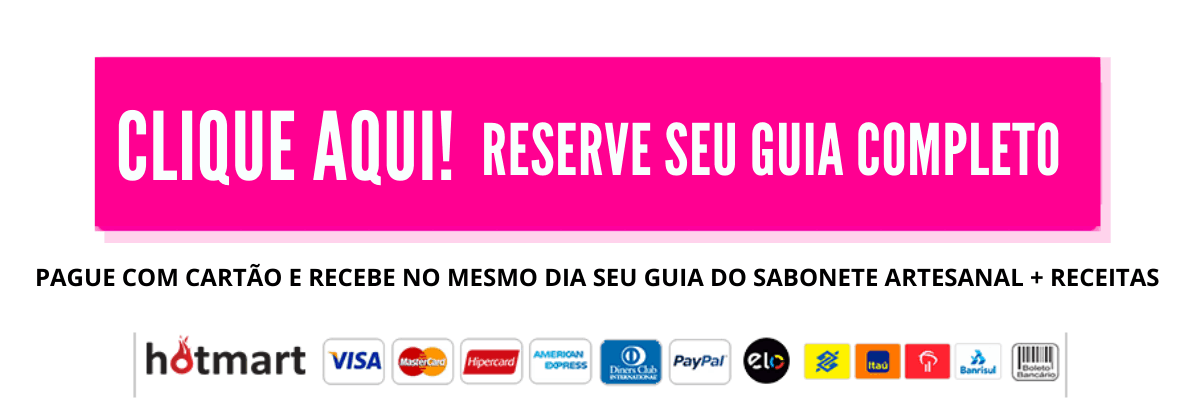 CLIQUE AQUI! RESERVE SEU GUIA COMPLETO
PAGUE COM CARTÃO E RECEBE NO MESMO DIA SEU GUIA DO SABONETE ARTESANAL + RECEITAS
hotmart VISA MasterCard Hipercard AMERICAN EXPRESS Diners Club INTERNATIONAL PayPal elo Itaú Banrisul Boleto Bancário